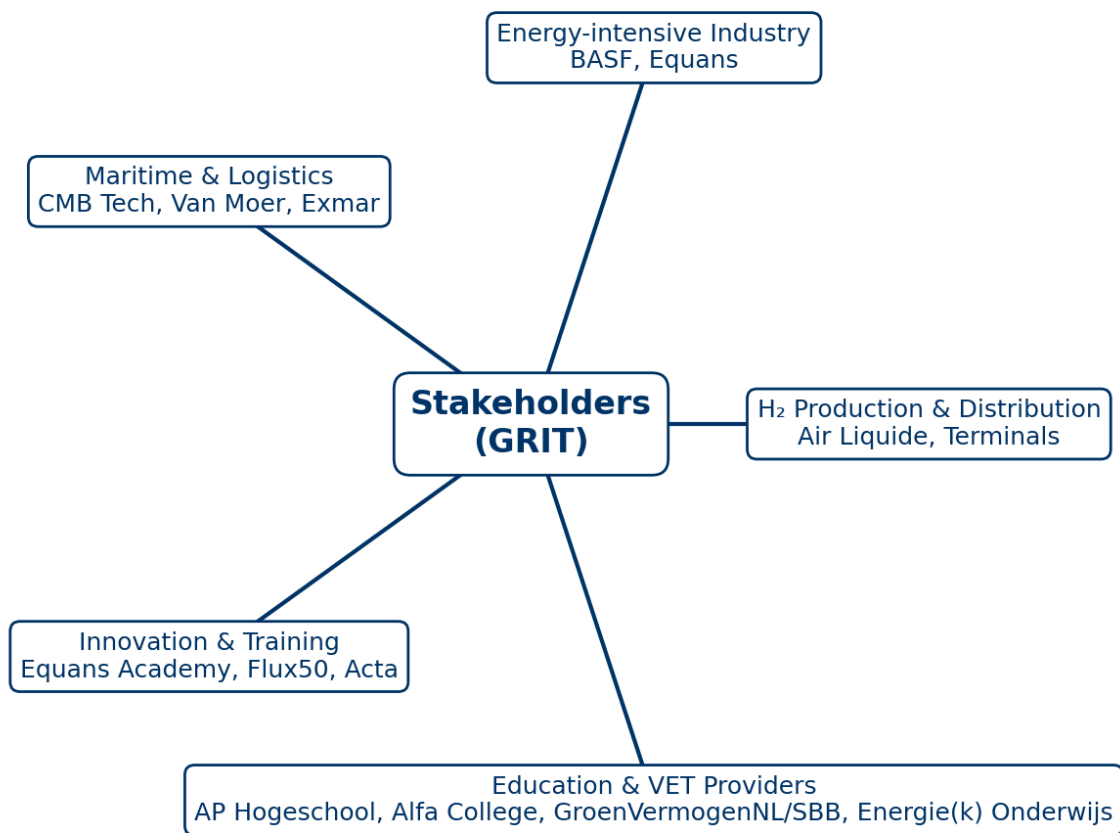 Energy-intensive Industry
BASF, Equans
Maritime & Logistics
CMB Tech, Van Moer, Exmar
Stakeholders
(GRIT)
H₂ Production & Distribution
Air Liquide, Terminals
Innovation & Training
Equans Academy, Flux50, Acta
Education & VET Providers
AP Hogeschool, Alfa College, GroenVermogenNL/SBB, Energie(k) Onderwijs